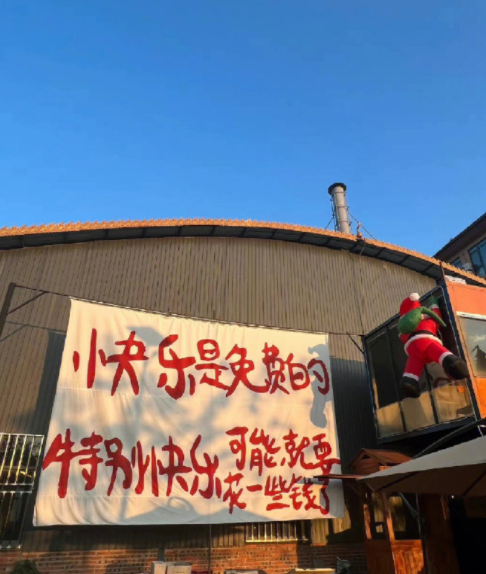 快乐是免费的
特别快乐可能就要
花一些钱了